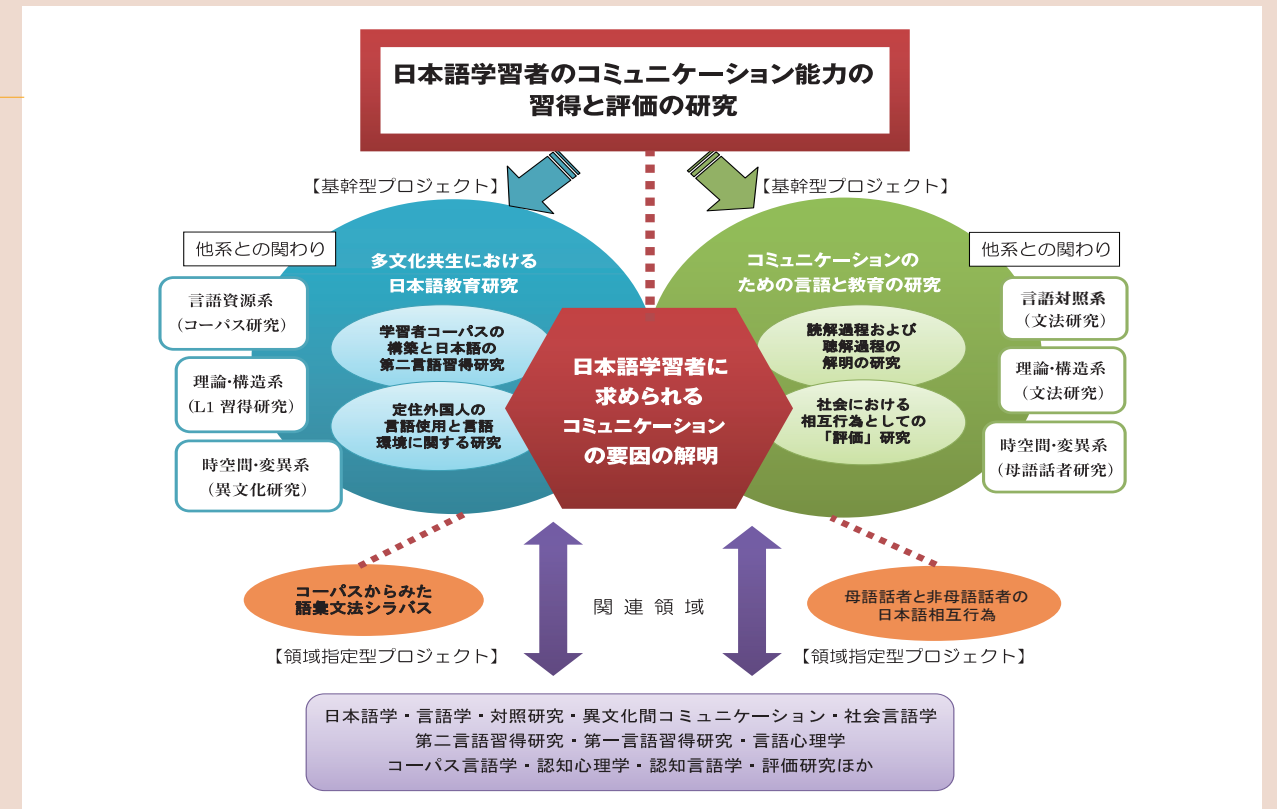 日本語学習者のコミュニケーション能力の
習得と評価の研究
【基幹型プロジェクト】
【基幹型プロジェクト】
他系との関わり
言語資源系
(コーパス研究)
理論・構造系
(L1 習得研究)
時空間・変異系
(異文化研究)
多文化共生における
日本語教育研究
学習者コーパスの
構築と日本語の
第二言語習得研究
定住外国人の
言語使用と言語
環境に関する研究
日本語学習者に
求められる
コミュニケーション
の要因の解明
コミュニケーションの
ための言語と教育の研究
読解過程および
聴解過程の
解明の研究
社会における
相互行為としての
「評価」研究
他系との関わり
言語対照系
(文法研究)
理論・構造系
(文法研究)
時空間・変異系
(母語話者研究)
コーパスからみた
語彙文法シラバス
【領域指定型プロジェクト】
関連領域
母語話者と非母語話者の
日本語相互行為
【領域指定型プロジェクト】
日本語学・言語学・対照研究・異文化間コミュニケーション・社会言語学
第二言語習得研究・第一言語習得研究・言語心理学
コーパス言語学・認知心理学・認知言語学・評価研究ほか